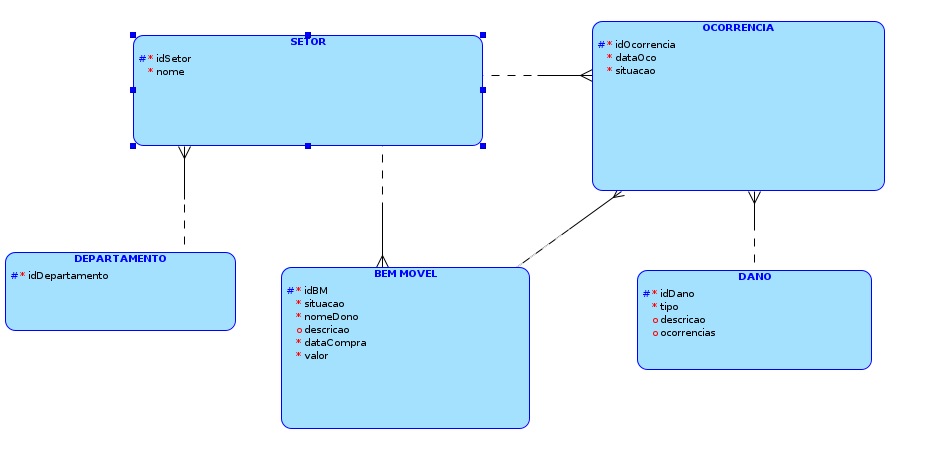 SETOR
#* idSetor
* nome
OCORRENCIA
#* idOcorrencia
* dataOco
* situacao
DEPARTAMENTO
#* idDepartamento
BEM MOVEL
#* idBM
* situacao
* nomeDono
o descricao
* dataCompra
* valor
DANO
#* idDano
* tipo
o descricao
o ocorrencias